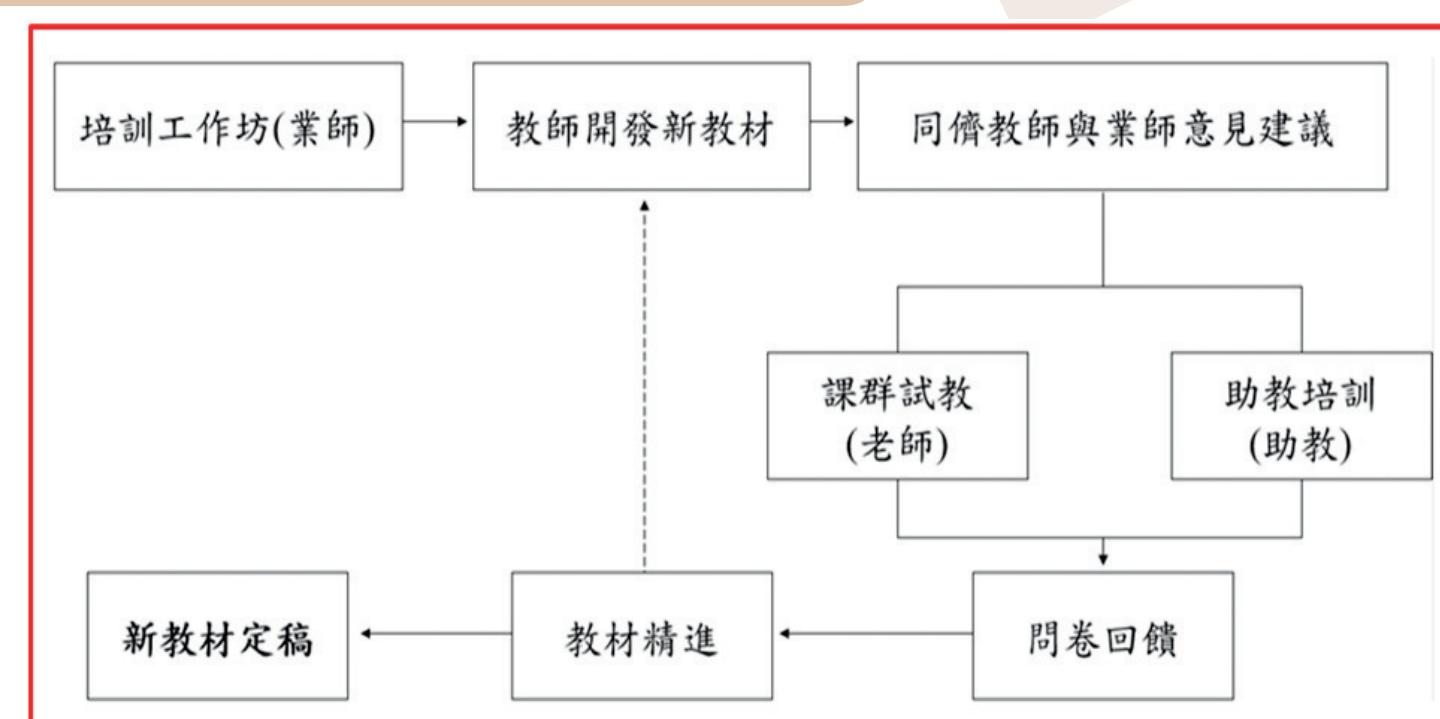 培訓工作坊(業師)
教師開發新教材
同儕教師與業師意見建議
課群試教
(老師)
助教培訓
(助教)
新教材定稿
教材精進
問卷回饋